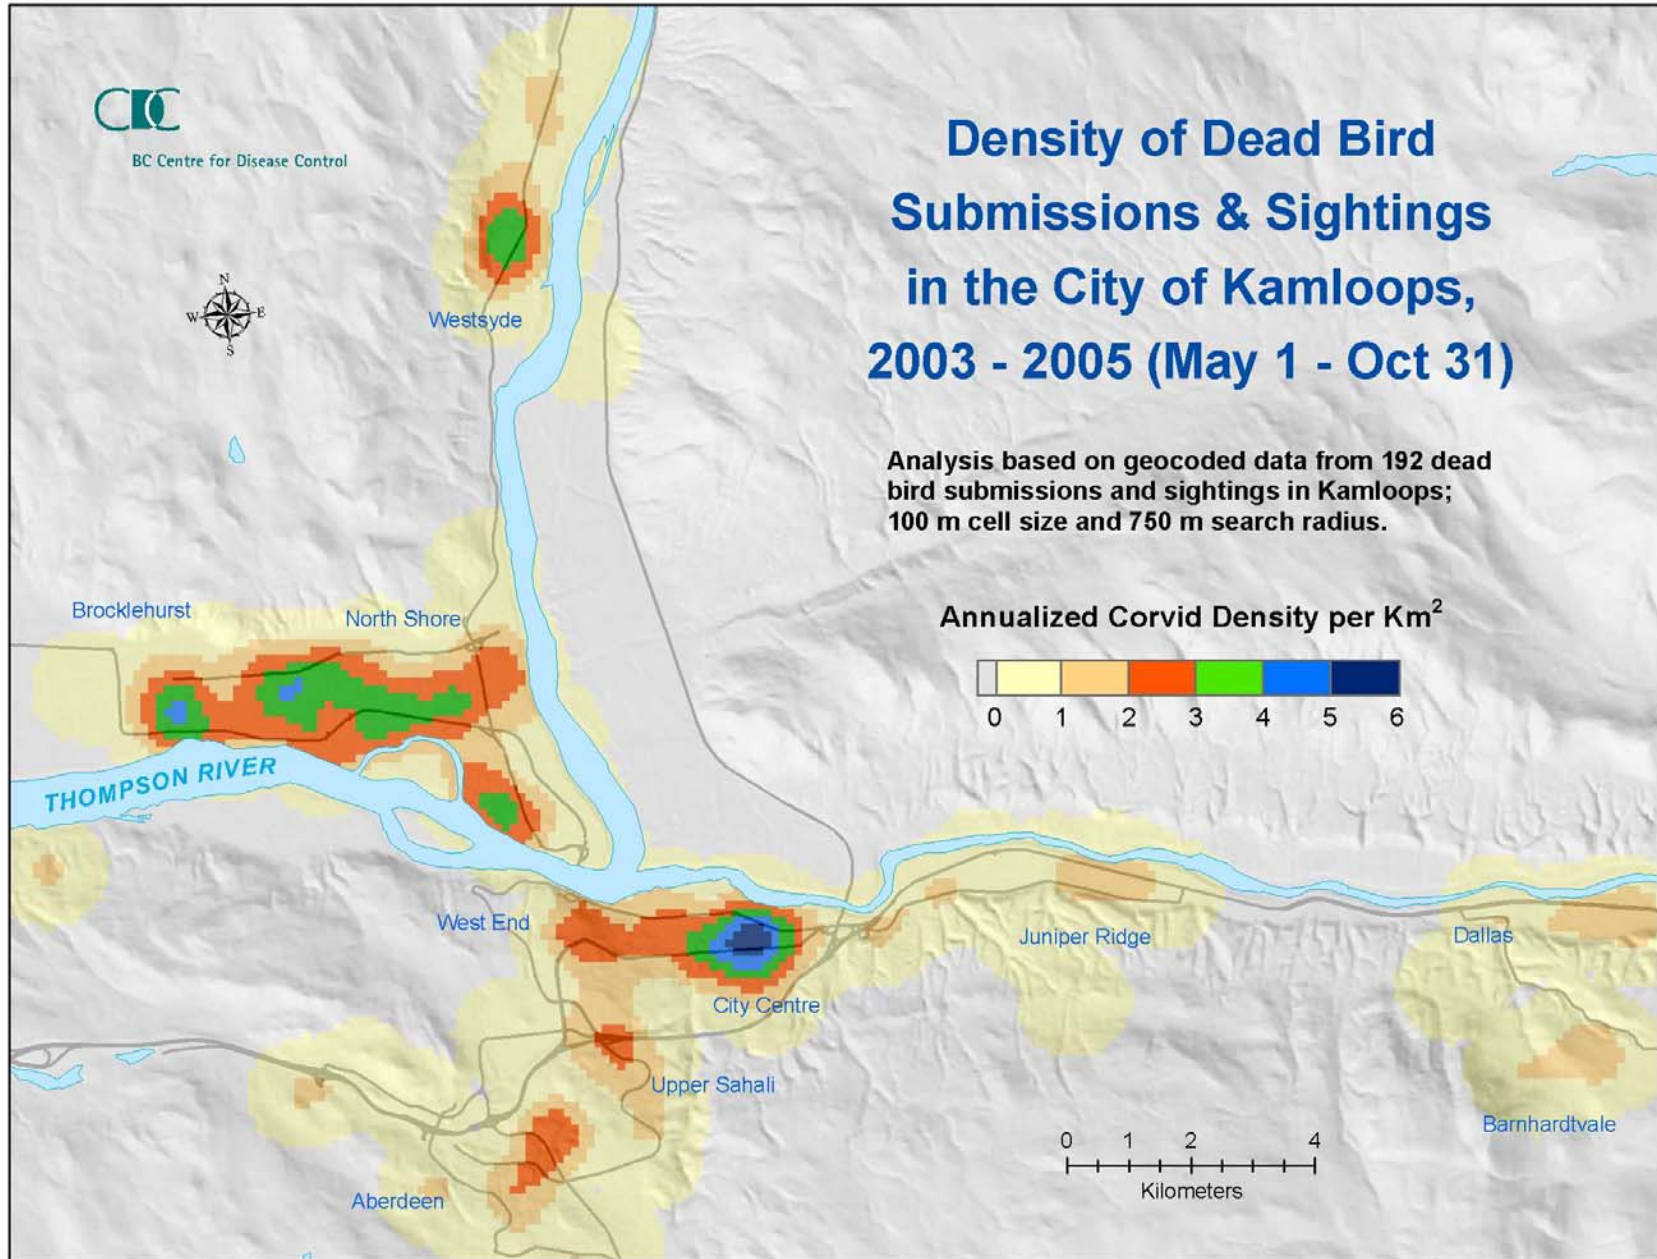 CDC
BC Centre for Disease Control
Density of Dead Bird
Submissions & Sightings
in the City of Kamloops,
2003 - 2005 (May 1 - Oct 31)
N
W E
S
Westsyde
Analysis based on geocoded data from 192 dead
bird submissions and sightings in Kamloops;
100 m cell size and 750 m search radius.
Brocklehurst
North Shore
Annualized Corvid Density per Km²
0 1 2 3 4 5 6
THOMPSON RIVER
West End
Juniper Ridge
Dallas
City Centre
Upper Sahali
Barnhardtvale
Aberdeen
0 1 2 4
Kilometers